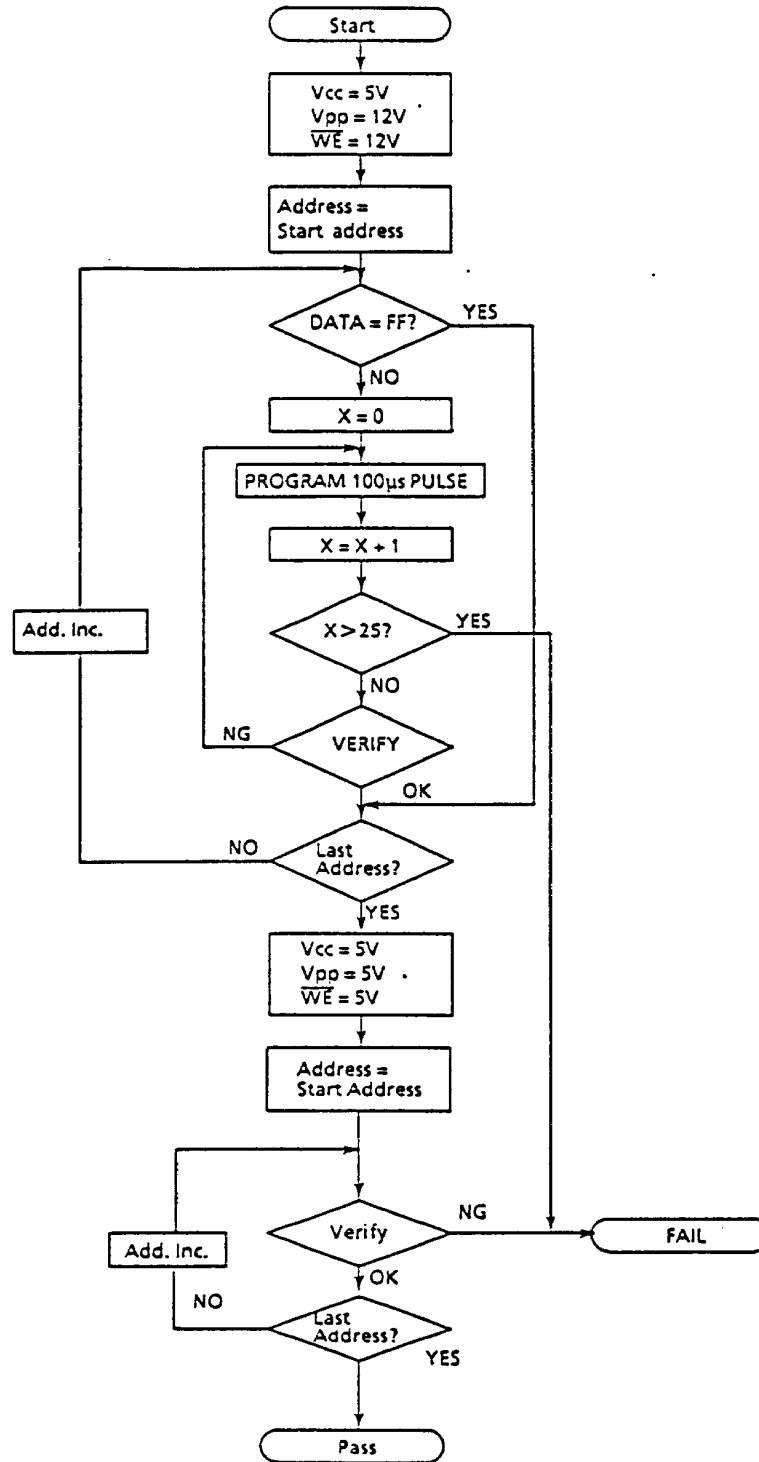 Start
Vcc = 5V
Vpp = 12V
W̅E̅ = 12V
Address =
Start address
DATA = FF?
YES
NO
X = 0
PROGRAM 100µs PULSE
X = X + 1
Add. Inc.
X > 25?
YES
NO
NG
VERIFY
OK
NO
Last
Address?
YES
Vcc = 5V
Vpp = 5V
W̅E̅ = 5V
Address =
Start Address
Verify
NG
FAIL
Add. Inc.
OK
NO
Last
Address?
YES
Pass